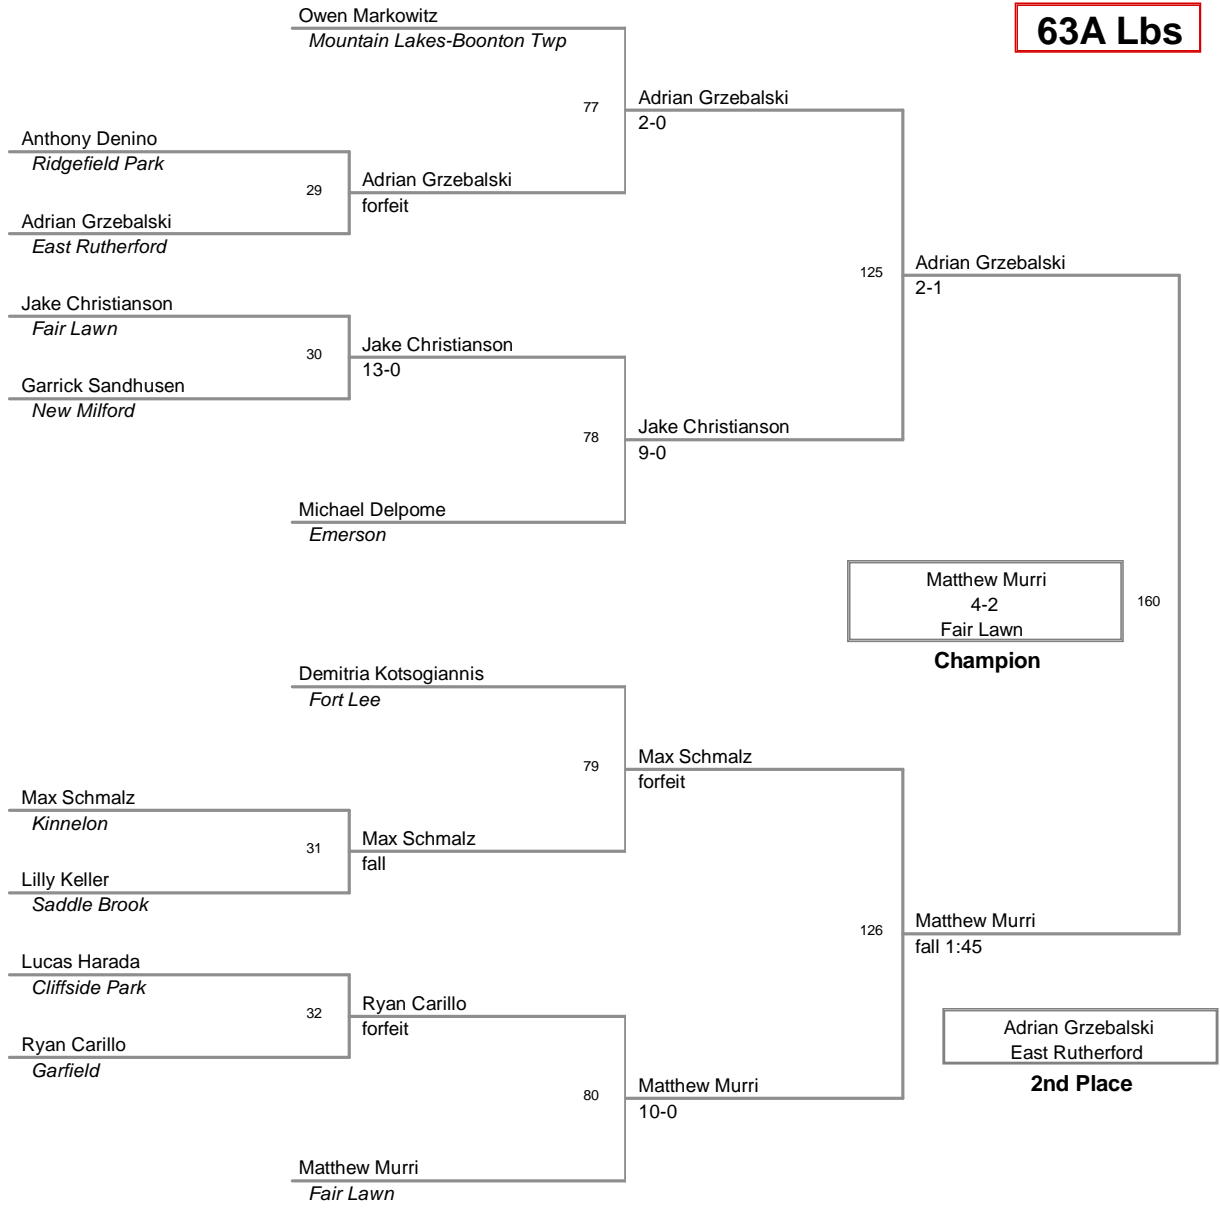 Owen Markowitz
Mountain Lakes-Boonton Twp
63A Lbs
77
Adrian Grzebalski
2-0
Anthony Denino
Ridgefield Park
29
Adrian Grzebalski
forfeit
Adrian Grzebalski
East Rutherford
125
Adrian Grzebalski
2-1
Jake Christianson
Fair Lawn
30
Jake Christianson
13-0
Garrick Sandhusen
New Milford
78
Jake Christianson
9-0
Michael Delpome
Emerson
Matthew Murri
4-2
Fair Lawn
Champion
160
Demitria Kotsogiannis
Fort Lee
79
Max Schmalz
forfeit
Max Schmalz
Kinnelon
31
Max Schmalz
fall
Lilly Keller
Saddle Brook
126
Matthew Murri
fall 1:45
Lucas Harada
Cliffside Park
32
Ryan Carillo
forfeit
Ryan Carillo
Garfield
Adrian Grzebalski
East Rutherford
2nd Place
80
Matthew Murri
10-0
Matthew Murri
Fair Lawn